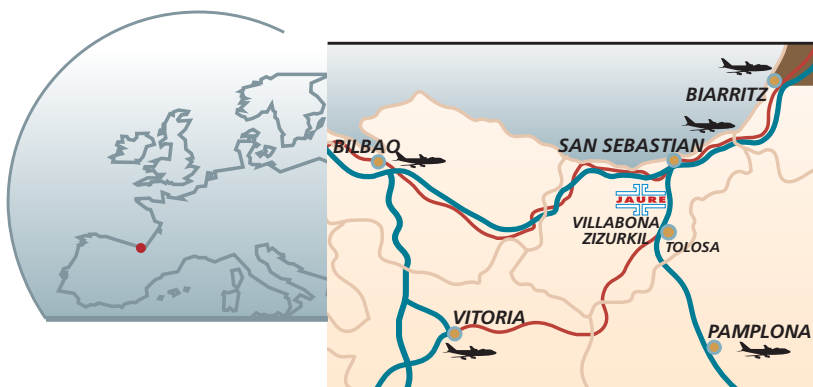 BIARRITZ
BILBAO
SAN SEBASTIAN
JAURE
VILLABONA
ZIZURKIL
TOLOSA
VITORIA
PAMPLONA